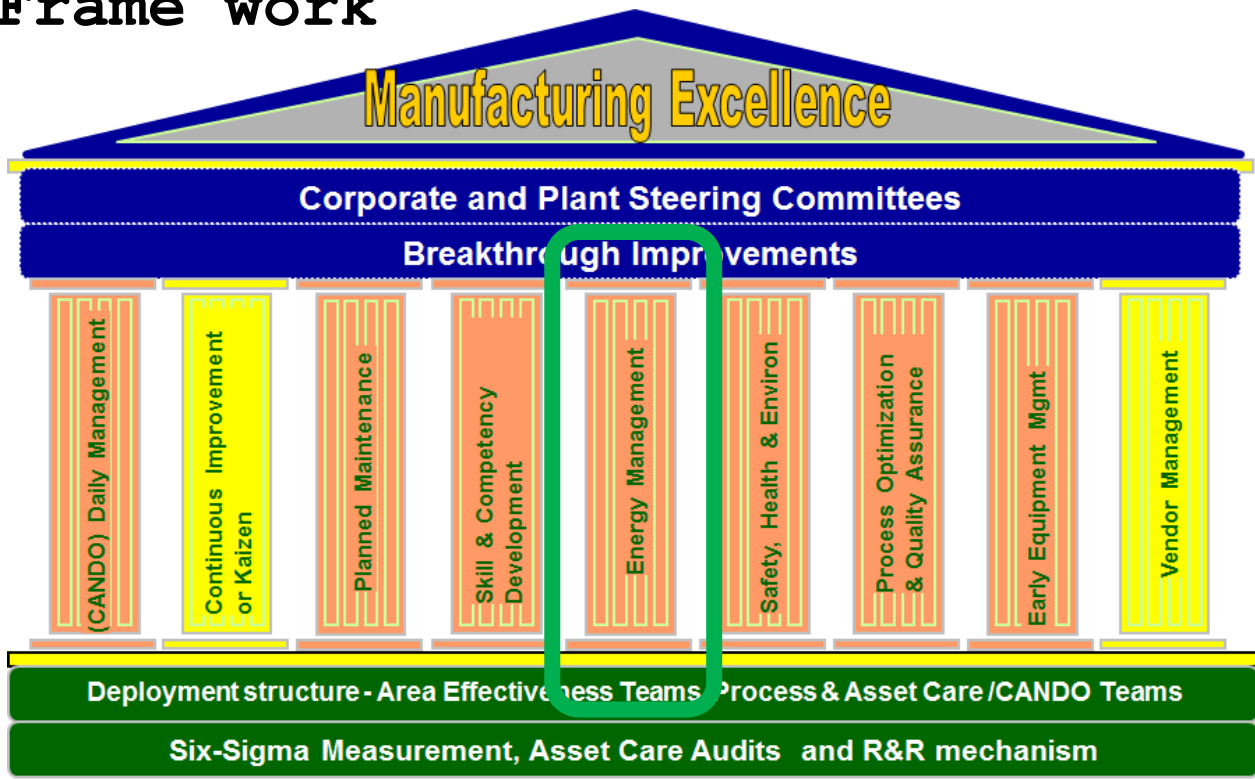 Frame work
Manufacturing Excellence
Corporate and Plant Steering Committees
Breakthrough Improvements
(CANDO) Daily Management
Continuous Improvement
or Kaizen
Planned Maintenance
Skill & Competency
Development
Energy Management
Safety, Health & Environ
Process Optimization
& Quality Assurance
Early Equipment Mgmt
Vendor Management
Deployment structure - Area Effectiveness Teams Process & Asset Care /CANDO Teams
Six-Sigma Measurement, Asset Care Audits and R&R mechanism